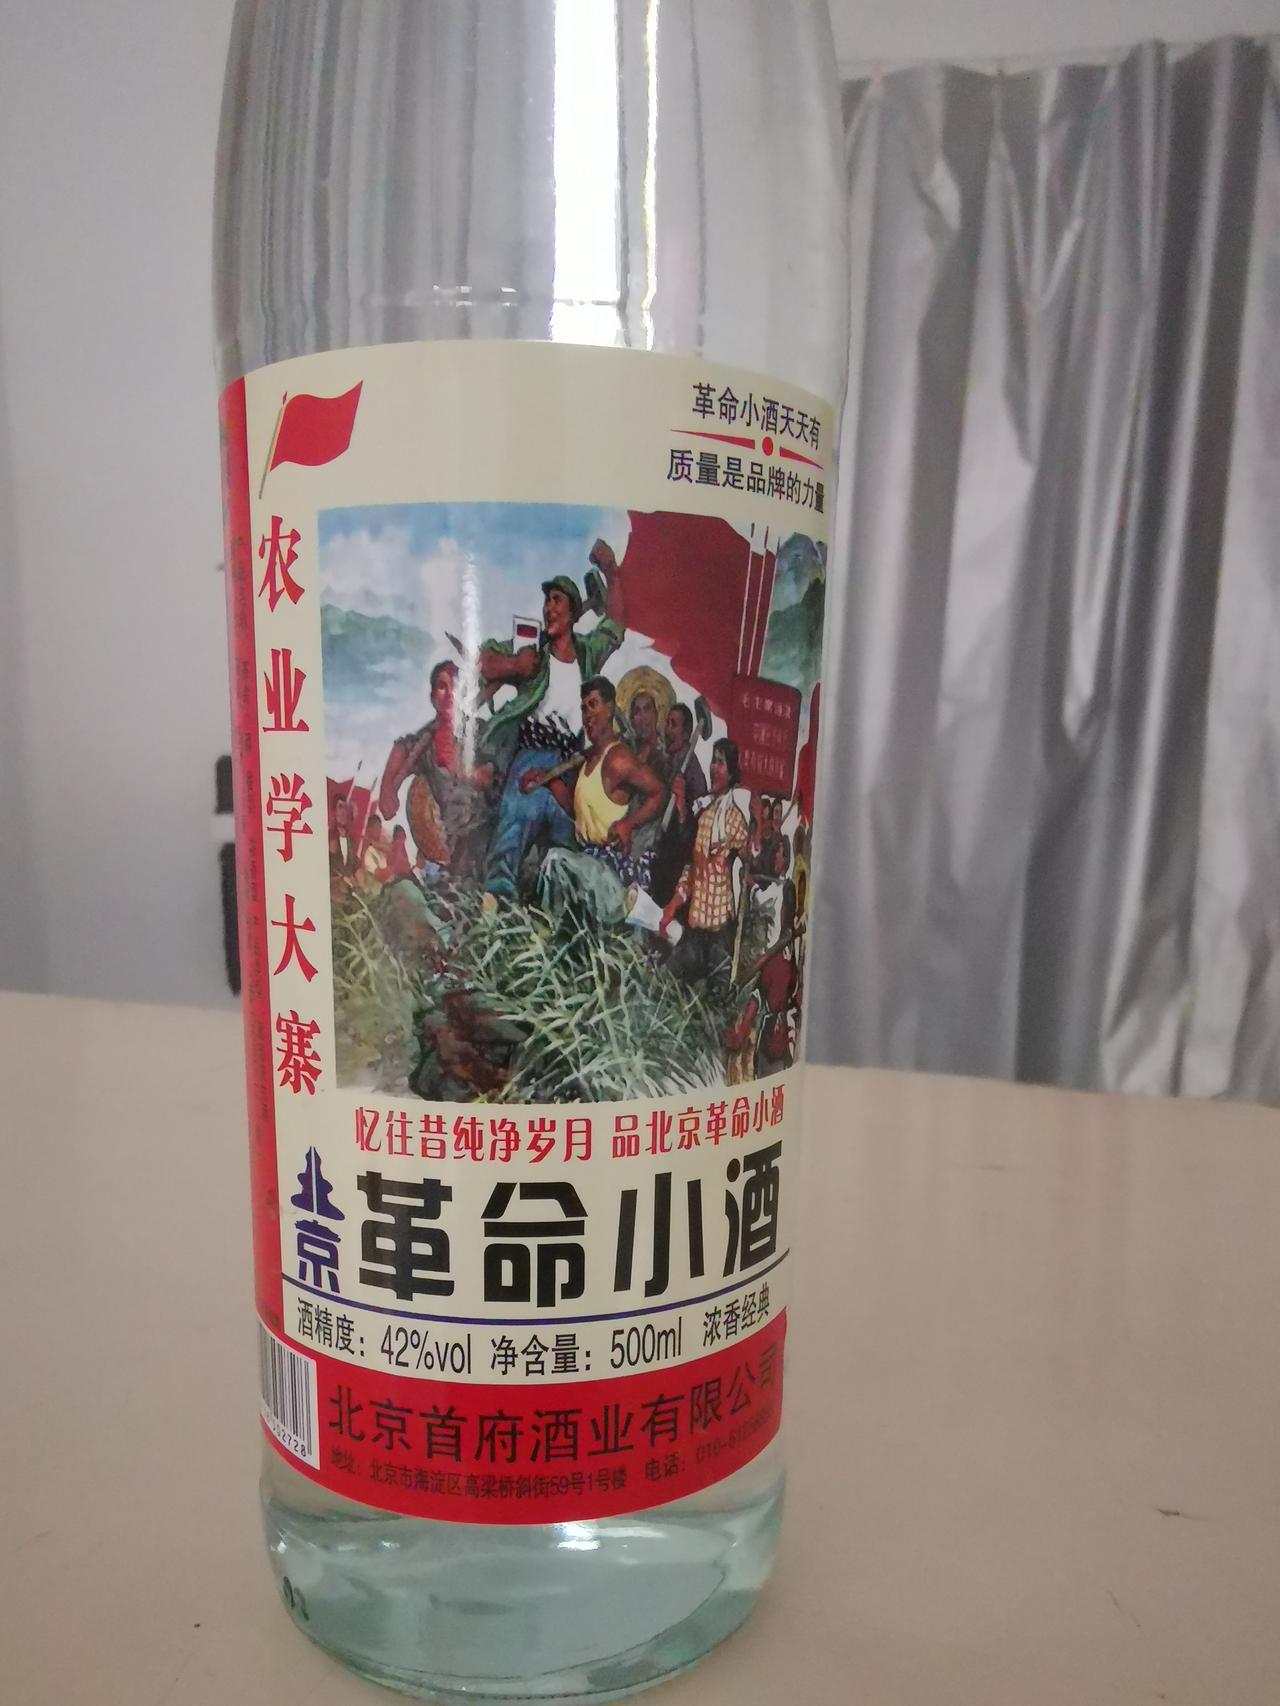 革命小酒天天有
质量是品牌的力量
农业学大寨
忆往昔纯净岁月 品北京革命小酒
北京
革命小酒
酒精度：42%vol 净含量：500ml 浓香经典
北京首府酒业有限公司
地址：北京市海淀区高梁桥斜街59号1号楼 电话：010-61